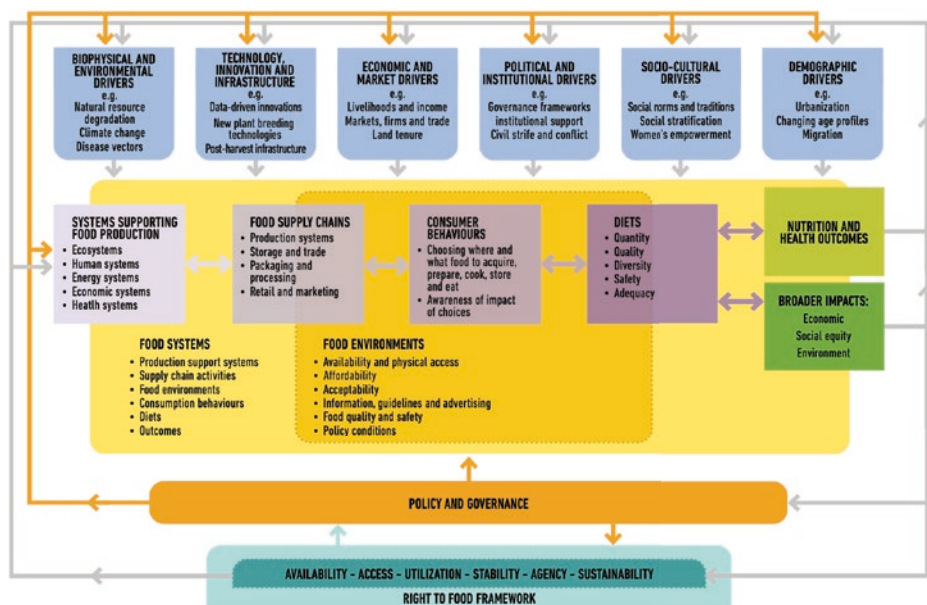 BIOPHYSICAL AND
ENVIRONMENTAL
DRIVERS
e.g.
Natural resource
degradation
Climate change
Disease vectors
TECHNOLOGY,
INNOVATION AND
INFRASTRUCTURE
e.g.
Data-driven innovations
New plant breeding
technologies
Post-harvest infrastructure
ECONOMIC AND
MARKET DRIVERS
e.g.
Livelihoods and income
Markets, firms and trade
Land tenure
POLITICAL AND
INSTITUTIONAL DRIVERS
e.g.
Governance frameworks
institutional support
Civil strife and conflict
SOCIO-CULTURAL
DRIVERS
e.g.
Social norms and traditions
Social stratification
Women's empowerment
DEMOGRAPHIC
DRIVERS
e.g.
Urbanization
Changing age profiles
Migration
SYSTEMS SUPPORTING
FOOD PRODUCTION
• Ecosystems
• Human systems
• Energy systems
• Economic systems
• Heatlh systems
FOOD SUPPLY CHAINS
• Production systems
• Storage and trade
• Packaging and
processing
• Retail and marketing
CONSUMER
BEHAVIOURS
• Choosing where and
what food to acquire,
prepare, cook, store
and eat
• Awareness of impact
of choices
DIETS
• Quantity
• Quality
• Diversity
• Safety
• Adequacy
NUTRITION AND
HEALTH OUTCOMES
BROADER IMPACTS:
Economic
Social equity
Environment
FOOD SYSTEMS
• Production support systems
• Supply chain activities
• Food environments
• Consumption behaviours
• Diets
• Outcomes
FOOD ENVIRONMENTS
• Availability and physical access
• Affordability
• Acceptability
• Information, guidelines and advertising
• Food quality and safety
• Policy conditions
POLICY AND GOVERNANCE
AVAILABILITY – ACCESS – UTILIZATION – STABILITY – AGENCY – SUSTAINABILITY
RIGHT TO FOOD FRAMEWORK